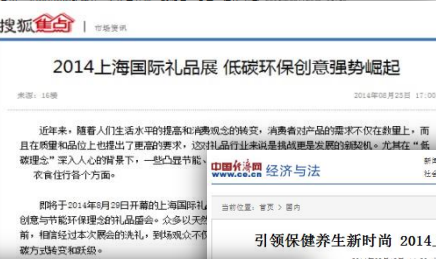 搜狐焦点 | 市场资讯
2014上海国际礼品展 低碳环保创意强势崛起
来源：16楼 2014年08月28日 17:00
近年来，随着人们生活水平的提高和消费观念的转变，消费者对产品的需求不仅在数量上，而
且在质量和品位上也提出了更高的要求，这对礼品行业来说是挑战更是发展的新契机。尤其在“低
碳理念”深入人心的背景下，一些凸显节能、
衣食住行各个方面。
即将于2014年8月29日开幕的上海国际礼
创意与节能环保理念的礼品盛会。众多以天然
前，相信经过本次展会的洗礼，到场观众不仅
碳方式转变和跃级。
中国经济网
www.ce.cn 经济与法
当前位置：首页 > 国内
引领保健养生新时尚 2014